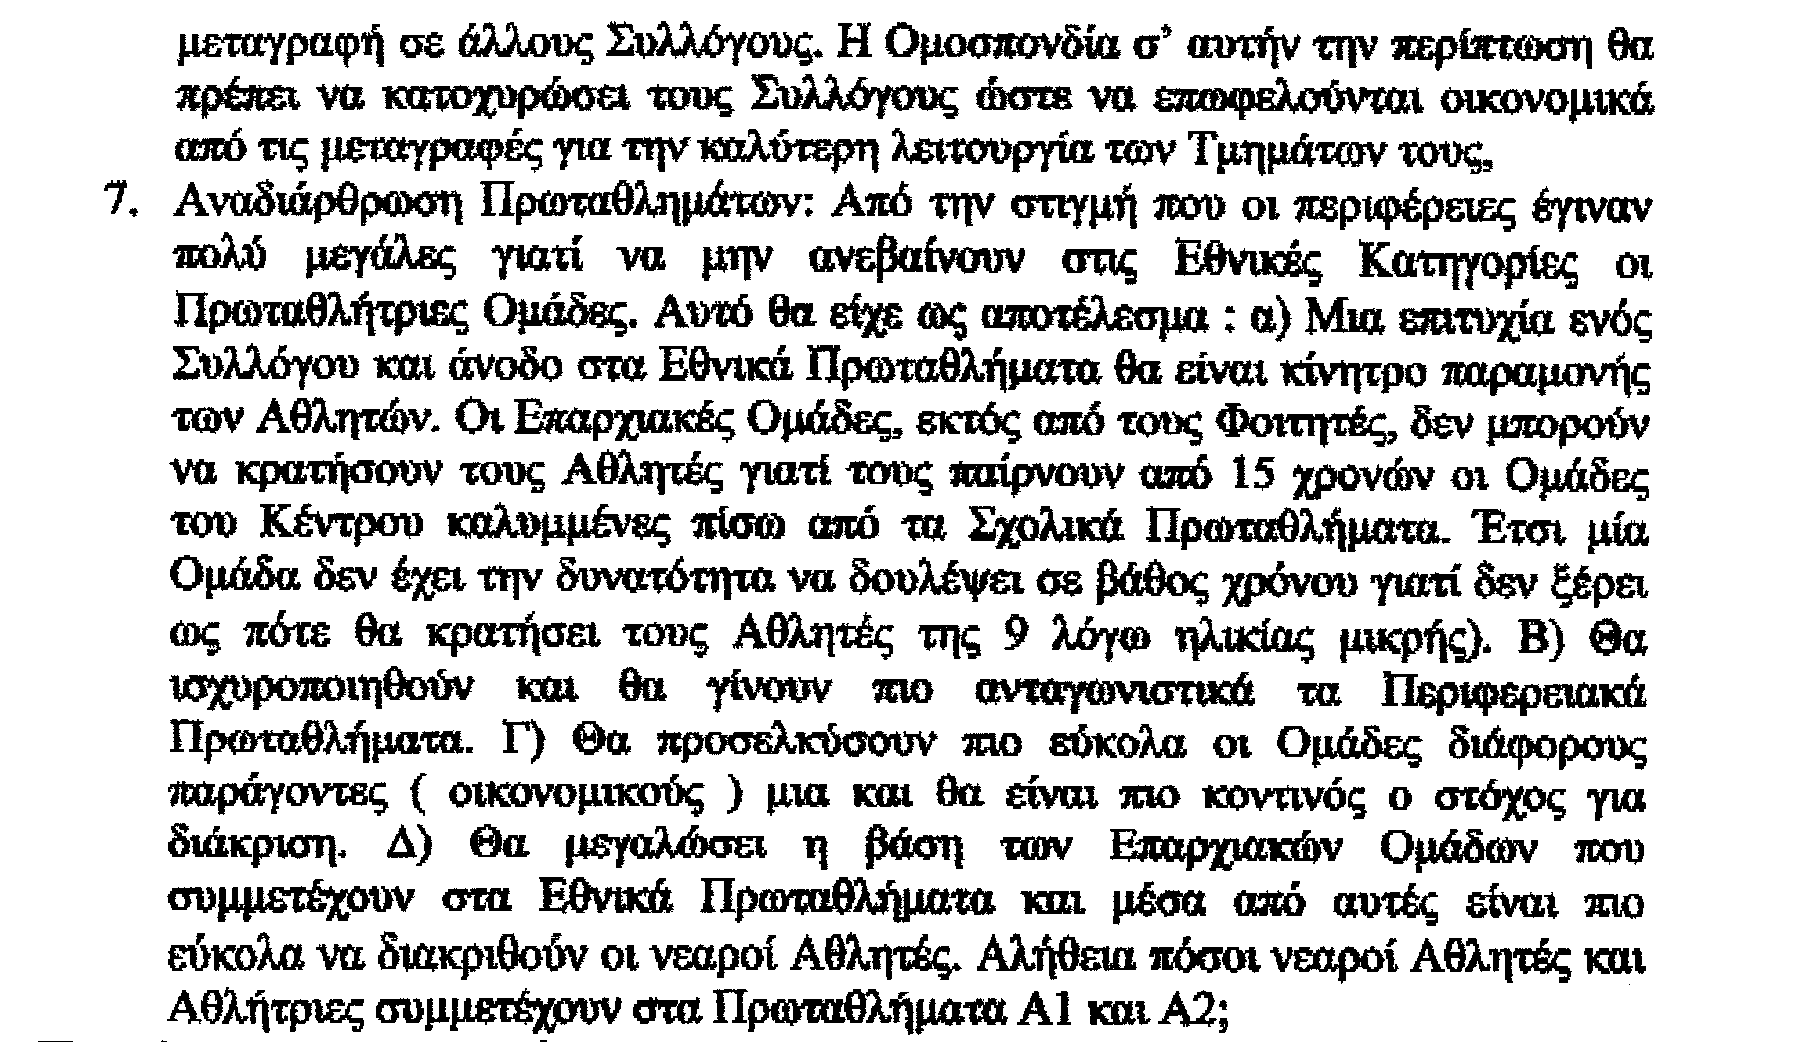 μεταγραφή σε άλλους Συλλόγους. Η Ομοσπονδία σ’ αυτήν την περίπτωση θα
πρέπει να κατοχυρώσει τους Συλλόγους ώστε να επωφελούνται οικονομικά
από τις μεταγραφές για την καλύτερη λειτουργία των Τμημάτων τους,
7. Αναδιάρθρωση Πρωταθλημάτων: Από την στιγμή που οι περιφέρειες έγιναν
πολύ μεγάλες γιατί να μην ανεβαίνουν στις Εθνικές Κατηγορίες οι
Πρωταθλήτριες Ομάδες. Αυτό θα είχε ως αποτέλεσμα : α) Μια επιτυχία ενός
Συλλόγου και άνοδο στα Εθνικά Πρωταθλήματα θα είναι κίνητρο παραμονής
των Αθλητών. Οι Επαρχιακές Ομάδες, εκτός από τους Φοιτητές, δεν μπορούν
να κρατήσουν τους Αθλητές γιατί τους παίρνουν από 15 χρονών οι Ομάδες
του Κέντρου καλυμμένες πίσω από τα Σχολικά Πρωταθλήματα. Έτσι μία
Ομάδα δεν έχει την δυνατότητα να δουλέψει σε βάθος χρόνου γιατί δεν ξέρει
ως πότε θα κρατήσει τους Αθλητές της 9 λόγω ηλικίας μικρής). Β) Θα
ισχυροποιηθούν και θα γίνουν πιο ανταγωνιστικά τα Περιφερειακά
Πρωταθλήματα. Γ) Θα προσελκύσουν πιο εύκολα οι Ομάδες διάφορους
παράγοντες ( οικονομικούς ) μια και θα είναι πιο κοντινός ο στόχος για
διάκριση. Δ) Θα μεγαλώσει η βάση των Επαρχιακών Ομάδων που
συμμετέχουν στα Εθνικά Πρωταθλήματα και μέσα από αυτές είναι πιο
εύκολα να διακριθούν οι νεαροί Αθλητές. Αλήθεια πόσοι νεαροί Αθλητές και
Αθλήτριες συμμετέχουν στα Πρωταθλήματα Α1 και Α2;